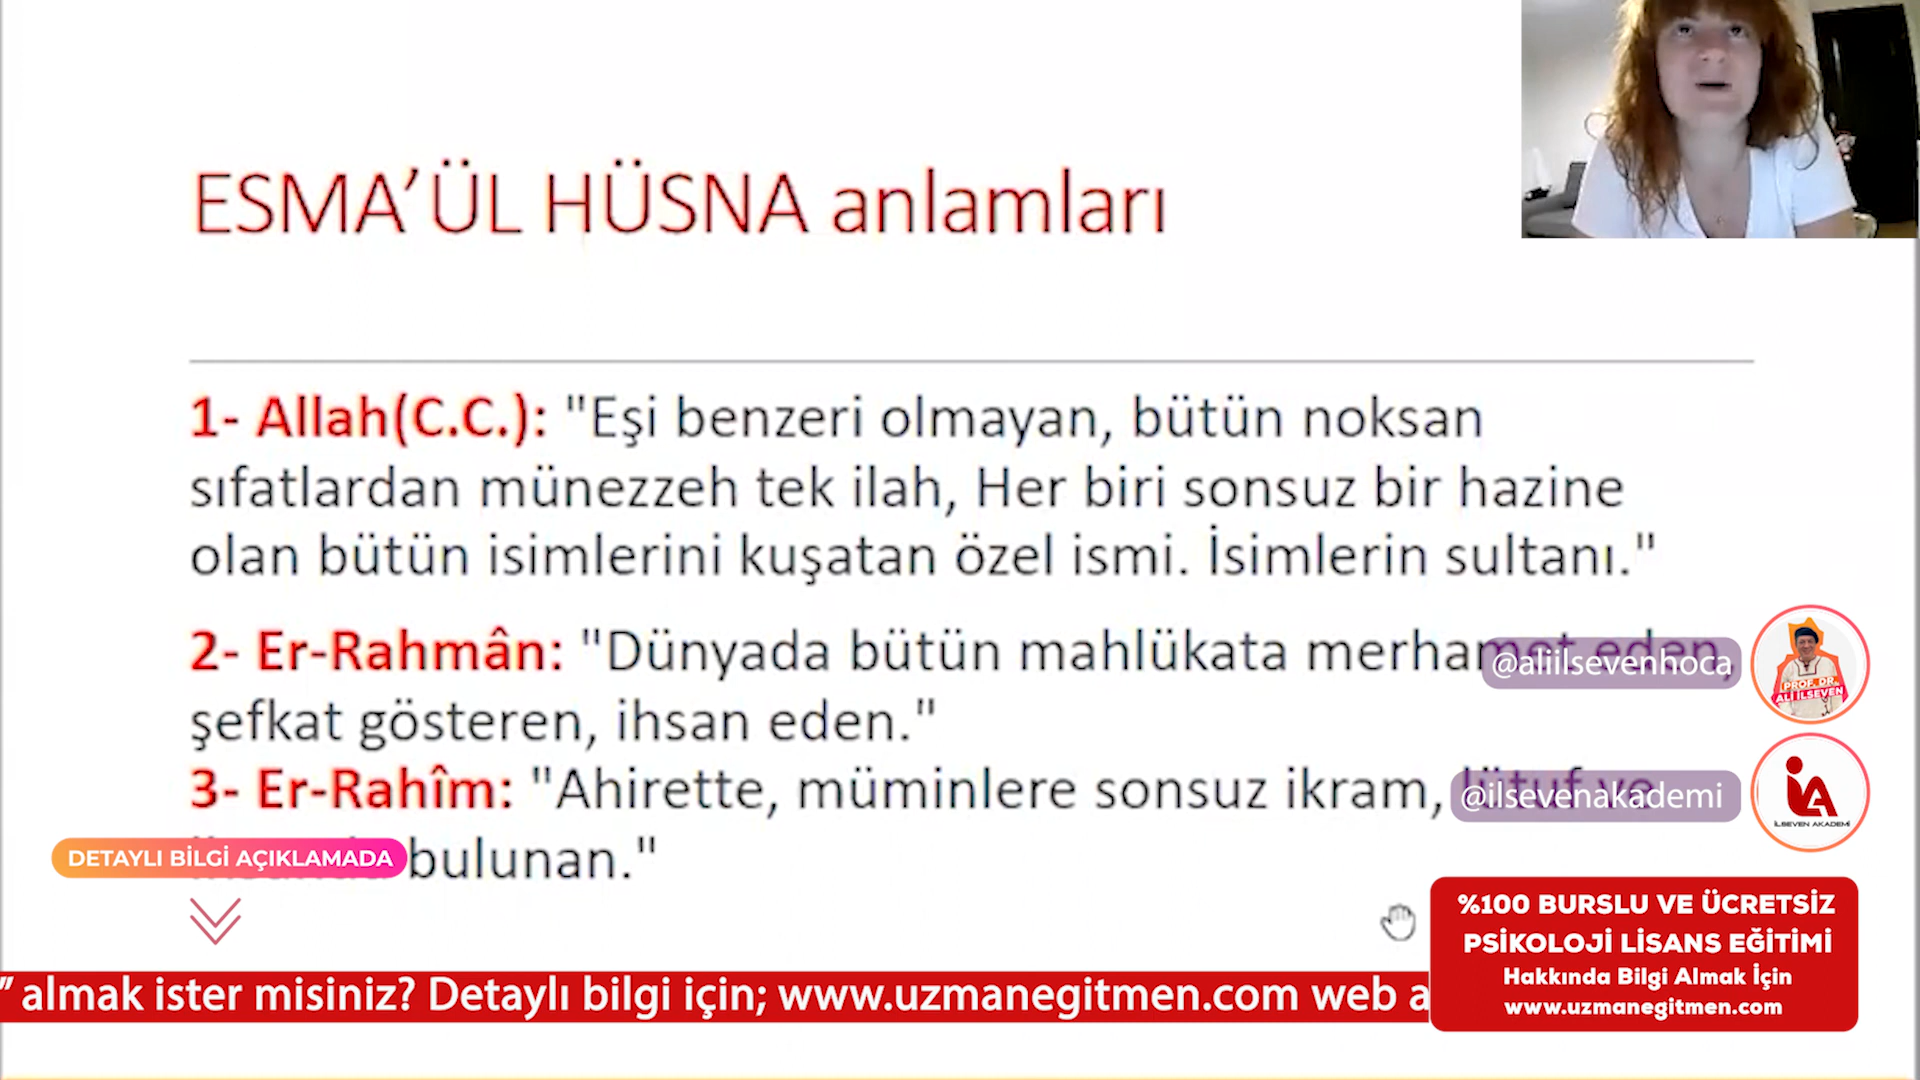 ESMA’ÜL HÜSNA anlamları
1- Allah(C.C.): "Eşi benzeri olmayan, bütün noksan
sıfatlardan münezzeh tek ilah, Her biri sonsuz bir hazine
olan bütün isimlerini kuşatan özel ismi. İsimlerin sultanı."
2- Er-Rahmân: "Dünyada bütün mahlükata merhamet eden,
şefkat gösteren, ihsan eden."
3- Er-Rahîm: "Ahirette, müminlere sonsuz ikram, lütuf ve
bulunan."
@aliilsevenhoca
PROF. DR.
ALİ İLSEVEN
@ilsevenakademi
İLSEVEN AKADEMİ
DETAYLI BİLGİ AÇIKLAMADA
%100 BURSLU VE ÜCRETSİZ
PSİKOLOJİ LİSANS EĞİTİMİ
Hakkında Bilgi Almak İçin
www.uzmanegitmen.com
” almak ister misiniz? Detaylı bilgi için; www.uzmanegitmen.com web a